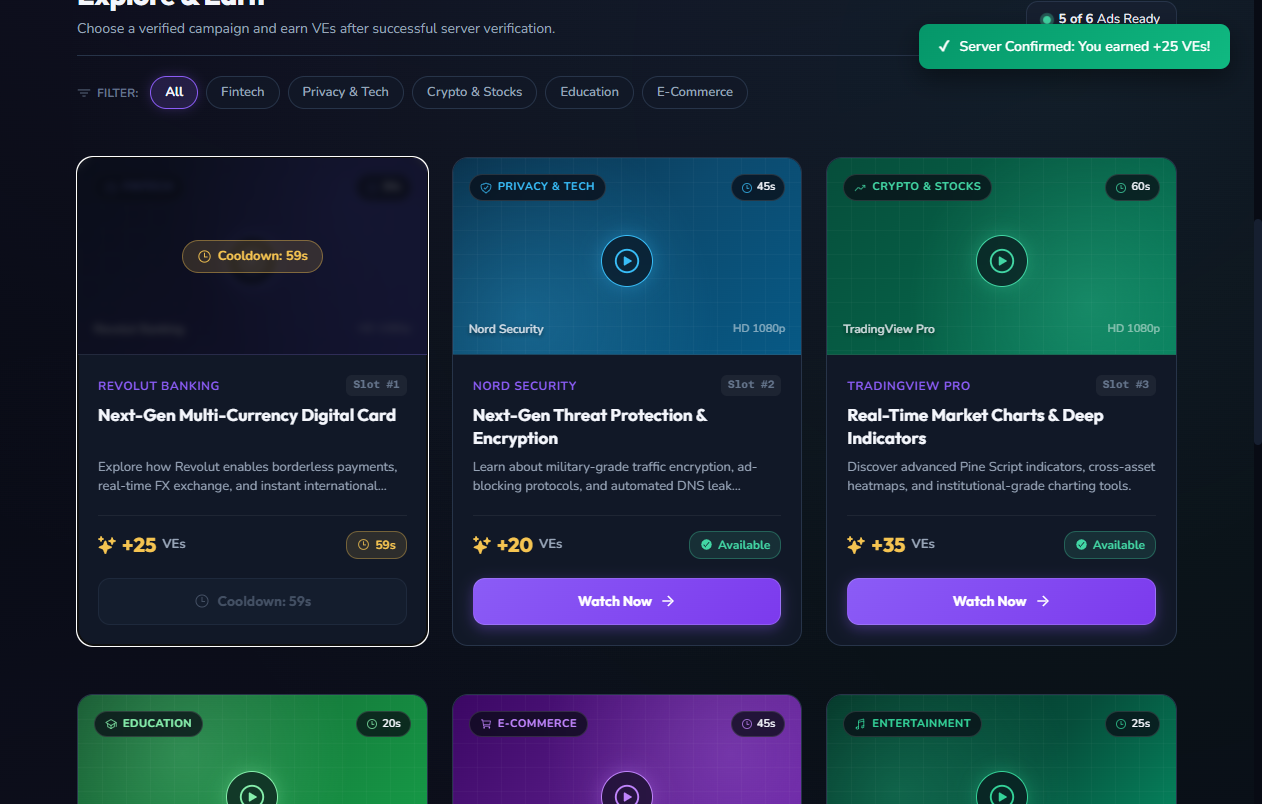 Explore & Earn
5 of 6 Ads Ready
Choose a verified campaign and earn VEs after successful server verification.
✓ Server Confirmed: You earned +25 VEs!
FILTER: All Fintech Privacy & Tech Crypto & Stocks Education E-Commerce
Cooldown: 59s
PRIVACY & TECH 45s
Nord Security HD 1080p
CRYPTO & STOCKS 60s
TradingView Pro HD 1080p
REVOLUT BANKING Slot #1
Next-Gen Multi-Currency Digital Card
Explore how Revolut enables borderless payments,
real-time FX exchange, and instant international...
+25 VEs 59s
Cooldown: 59s
NORD SECURITY Slot #2
Next-Gen Threat Protection &
Encryption
Learn about military-grade traffic encryption, ad-
blocking protocols, and automated DNS leak...
+20 VEs Available
Watch Now →
TRADINGVIEW PRO Slot #3
Real-Time Market Charts & Deep
Indicators
Discover advanced Pine Script indicators, cross-asset
heatmaps, and institutional-grade charting tools.
+35 VEs Available
Watch Now →
EDUCATION 20s
E-COMMERCE 45s
ENTERTAINMENT 25s